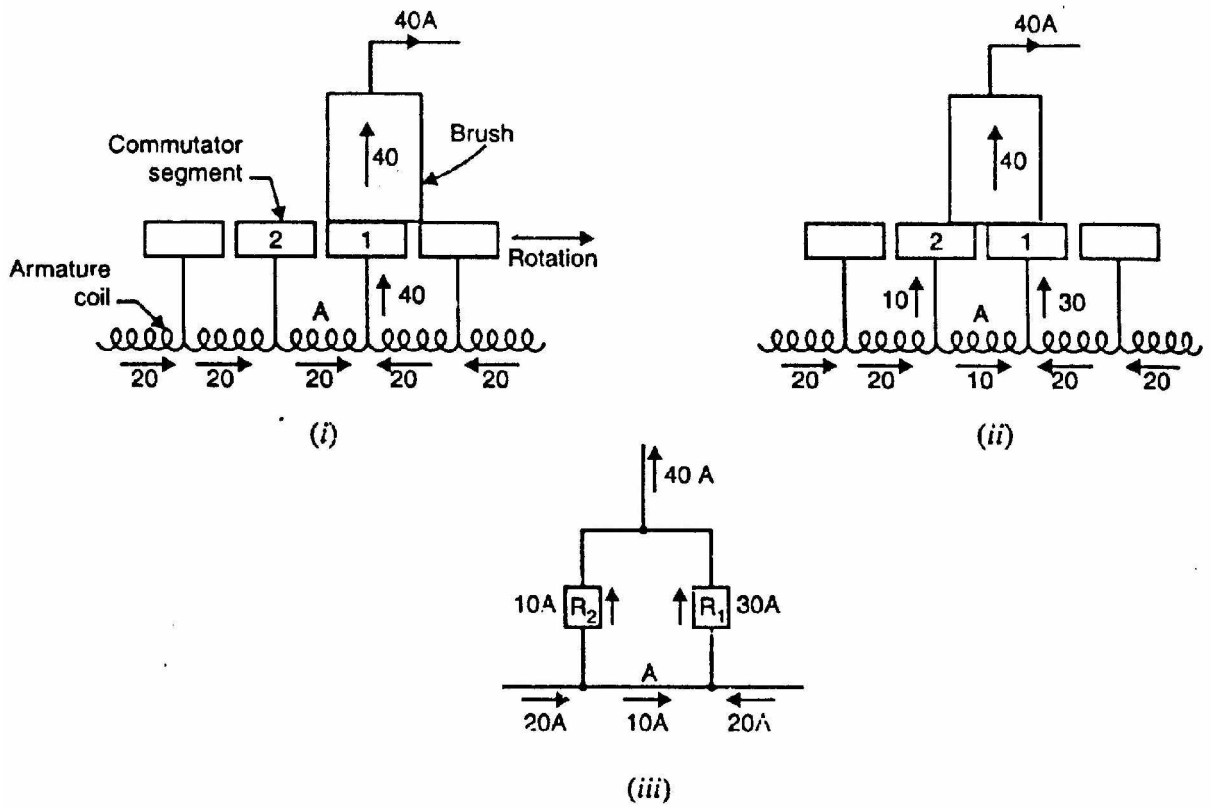 40A
40A
Commutator
segment
40
Brush
40
2
1
Rotation
2
1
Armature
coil
A
40
10
A
30
20
20
20
20
20
20
20
10
20
20
(i)
(ii)
40 A
10A
R2
R1
30A
A
20A
10A
20A
(iii)